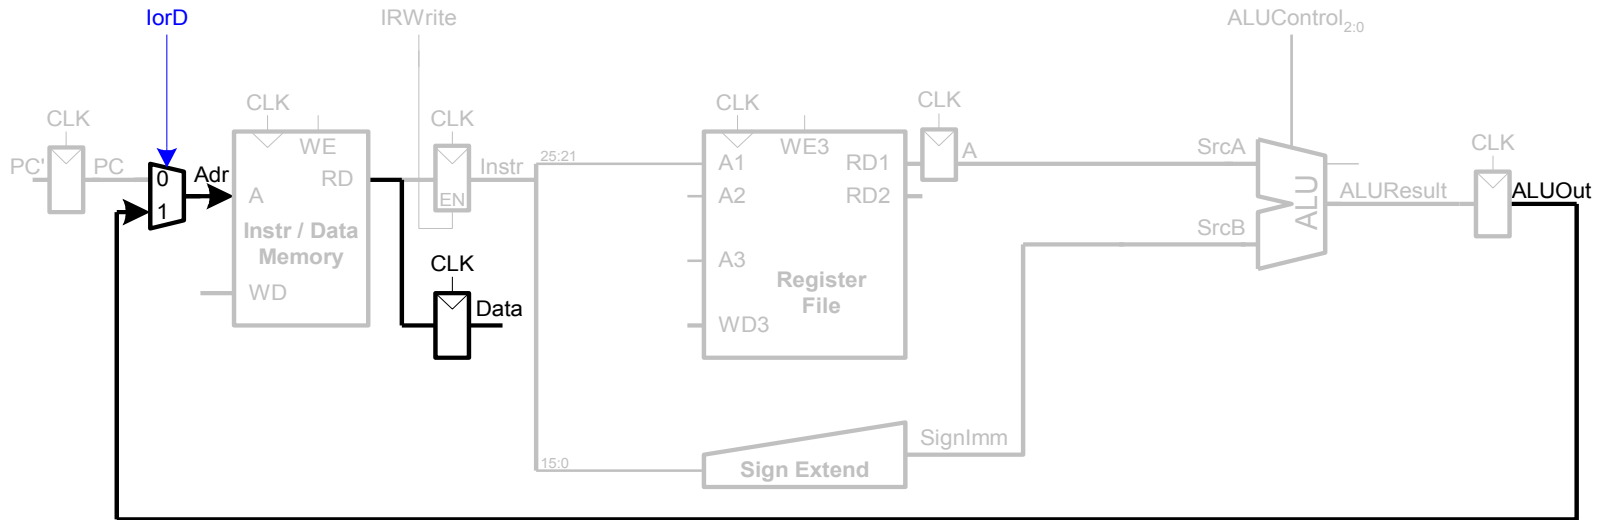 IorD
IRWrite
ALUControl2:0
CLK
CLK
CLK
CLK
CLK
CLK
PC'
PC
0
1
Adr
WE
RD
A
Instr / Data
Memory
WD
EN
Instr
CLK
Data
25:21
15:0
WE3
A1
A2
A3
WD3
RD1
RD2
Register
File
A
SrcA
SrcB
ALU
ALUResult
ALUOut
SignImm
Sign Extend